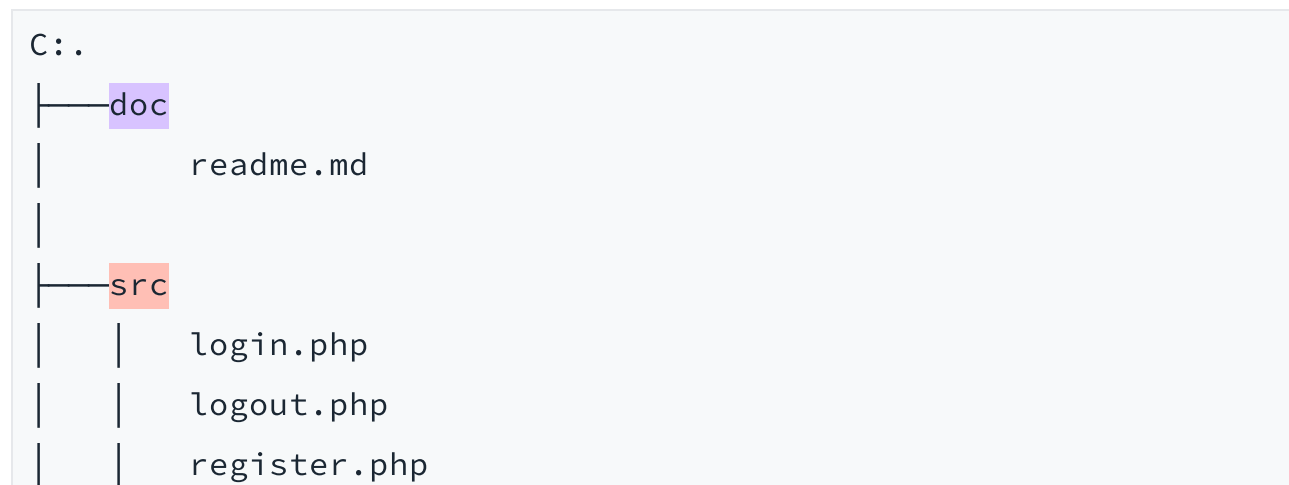 C:.
├───doc
│       readme.md
│
├───src
│   │   login.php
│   │   logout.php
│   │   register.php